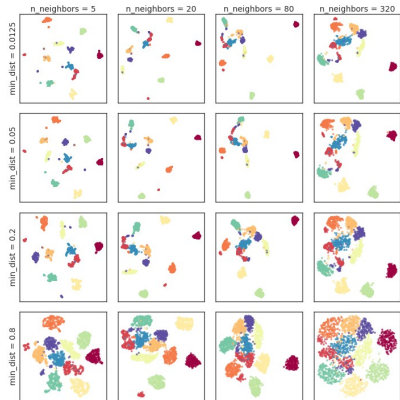 n_neighbors = 5
n_neighbors = 20
n_neighbors = 80
n_neighbors = 320
min_dist = 0.0125
min_dist = 0.05
min_dist = 0.2
min_dist = 0.8